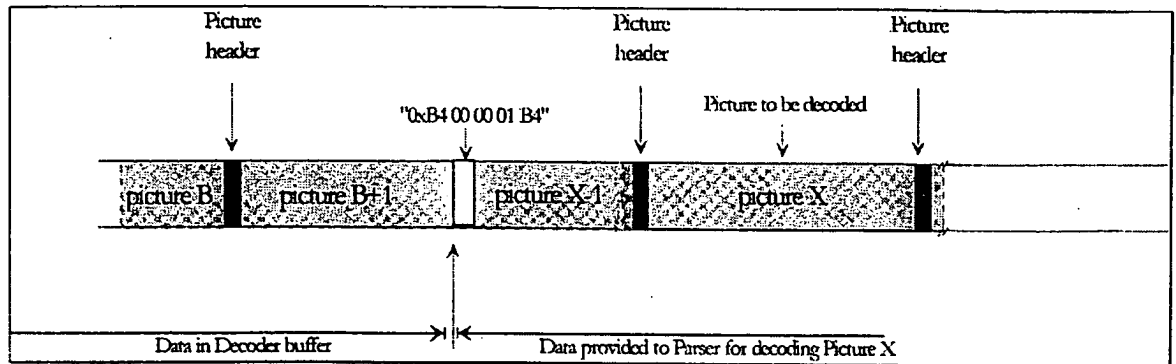 Picture
header
Picture
header
Picture
header
"0xB4 00 00 01 B4"
Picture to be decoded
picture B
picture B+1
picture X-1
picture X
Data in Decoder buffer
Data provided to Parser for decoding Picture X